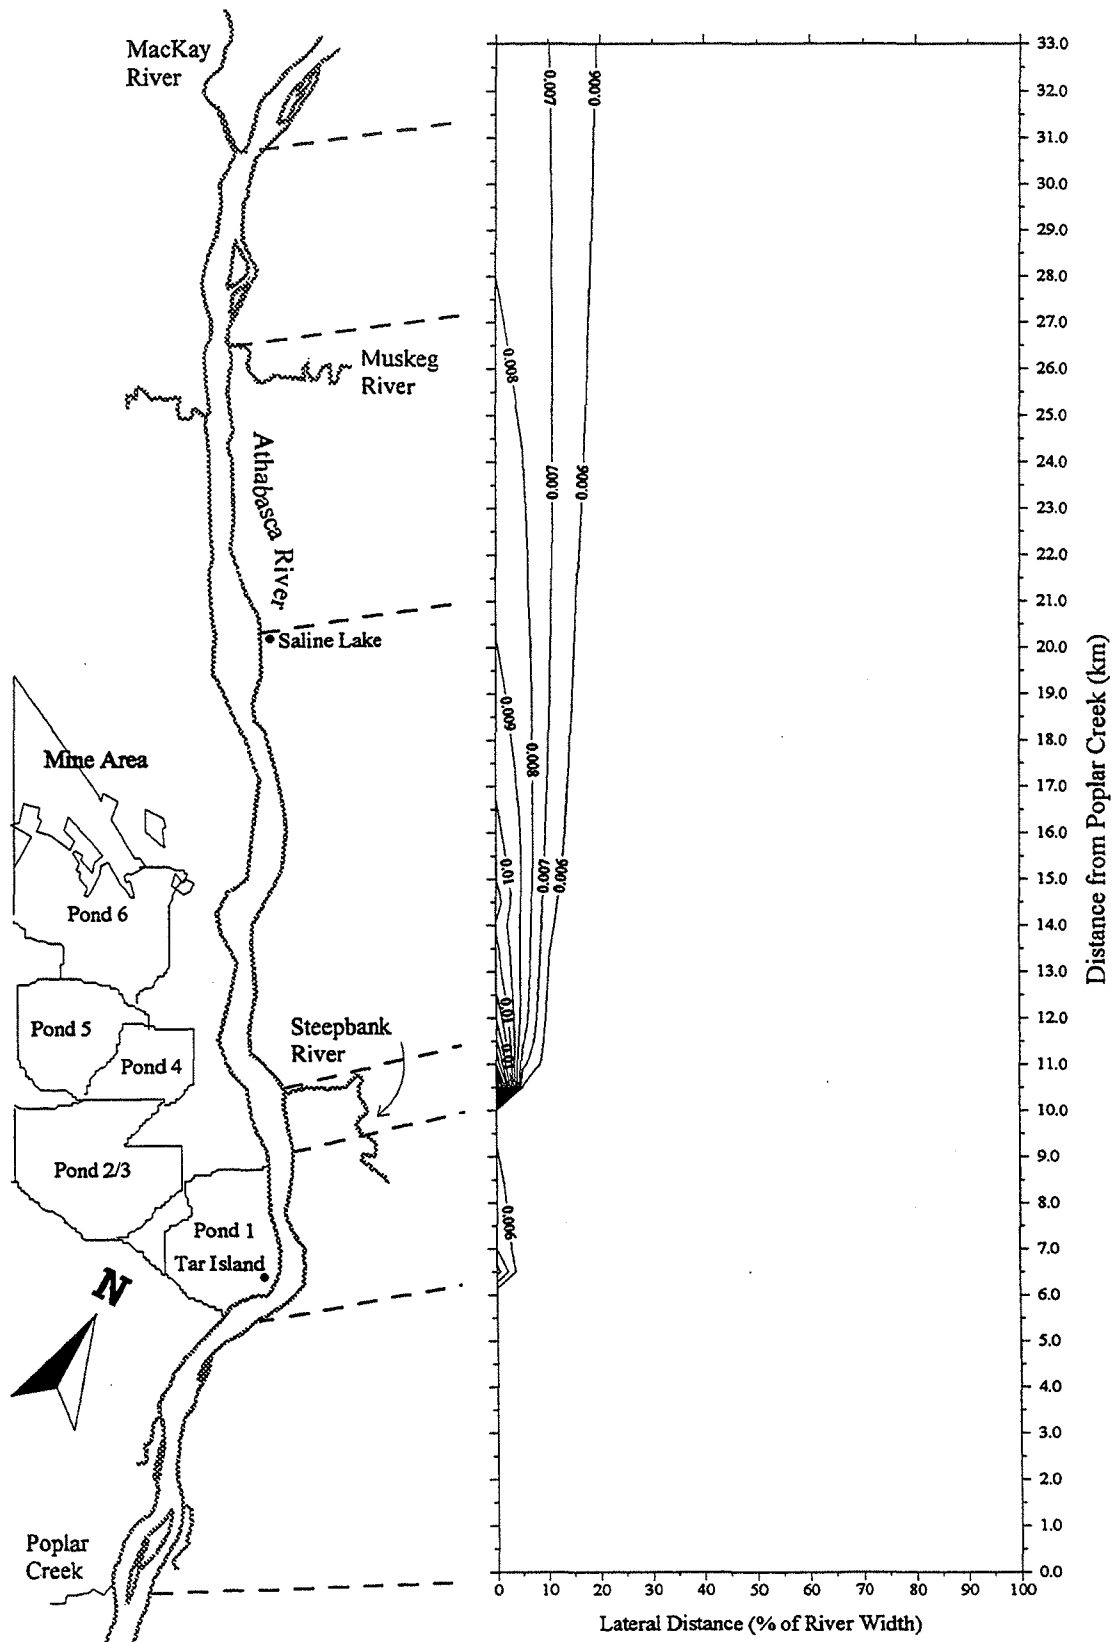 MacKay
River
Muskeg
River
Athabasca River
Saline Lake
Mine Area
Pond 6
Pond 5
Pond 4
Steepbank
River
Pond 2/3
Pond 1
Tar Island
N
Poplar
Creek
0.007
0.006
0.008
0.007
0.006
0.009
0.008
0.01
0.007
0.006
0.01
0.01
0.006
33.0
32.0
31.0
30.0
29.0
28.0
27.0
26.0
25.0
24.0
23.0
22.0
21.0
20.0
19.0
18.0
17.0
16.0
15.0
14.0
13.0
12.0
11.0
10.0
9.0
8.0
7.0
6.0
5.0
4.0
3.0
2.0
1.0
0.0
Distance from Poplar Creek (km)
0 10 20 30 40 50 60 70 80 90 100
Lateral Distance (% of River Width)